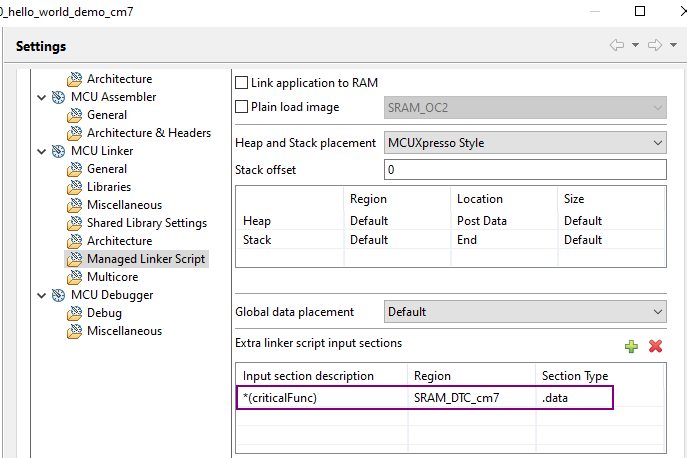 0_hello_world_demo_cm7
Settings
Architecture
MCU Assembler
General
Architecture & Headers
MCU Linker
General
Libraries
Miscellaneous
Shared Library Settings
Architecture
Managed Linker Script
Multicore
MCU Debugger
Debug
Miscellaneous
Link application to RAM
Plain load image SRAM_OC2
Heap and Stack placement MCUXpresso Style
Stack offset 0
Region Location Size
Heap Default Post Data Default
Stack Default End Default
Global data placement Default
Extra linker script input sections
Input section description Region Section Type
*(criticalFunc) SRAM_DTC_cm7 .data